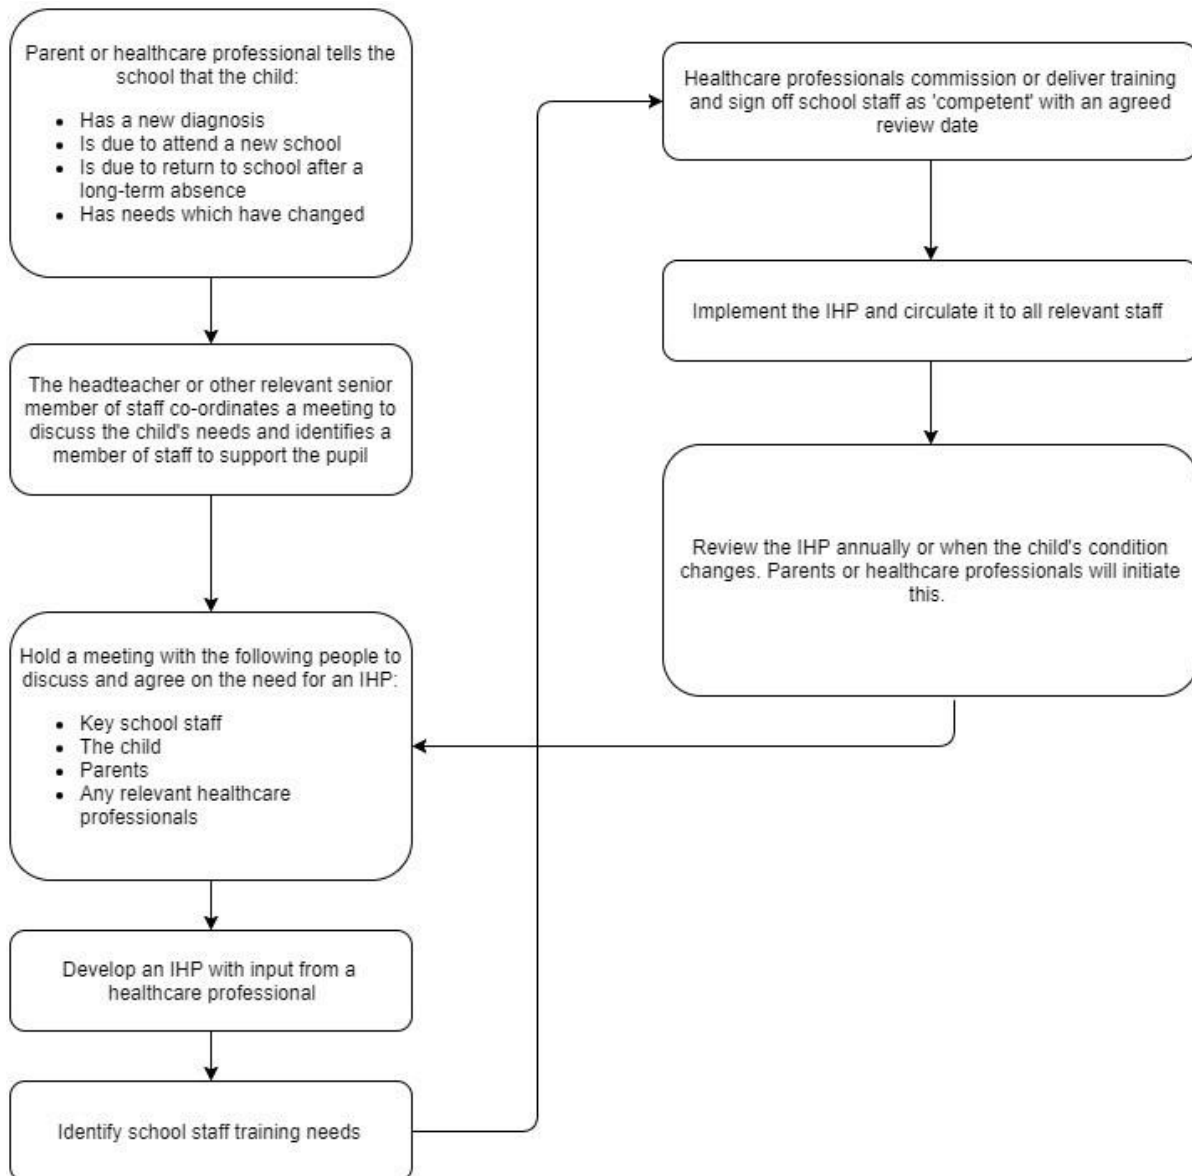 Parent or healthcare professional tells the
school that the child:
• Has a new diagnosis
• Is due to attend a new school
• Is due to return to school after a
long-term absence
• Has needs which have changed
The headteacher or other relevant senior
member of staff co-ordinates a meeting to
discuss the child's needs and identifies a
member of staff to support the pupil
Hold a meeting with the following people to
discuss and agree on the need for an IHP:
• Key school staff
• The child
• Parents
• Any relevant healthcare
professionals
Develop an IHP with input from a
healthcare professional
Identify school staff training needs
Healthcare professionals commission or deliver training
and sign off school staff as 'competent' with an agreed
review date
Implement the IHP and circulate it to all relevant staff
Review the IHP annually or when the child's condition
changes. Parents or healthcare professionals will initiate
this.